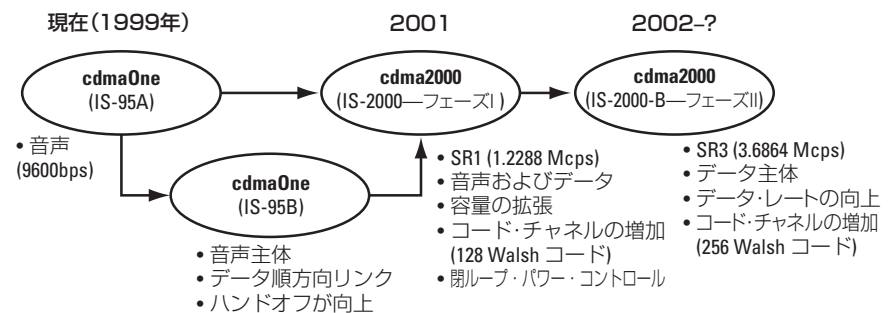 現在(1999年)
2001
2002–?
cdmaOne
(IS-95A)
cdma2000
(IS-2000—フェーズI )
cdma2000
(IS-2000-B—フェーズII)
• 音声
(9600bps)
cdmaOne
(IS-95B)
• 音声主体
• データ順方向リンク
• ハンドオフが向上
• SR1 (1.2288 Mcps)
• 音声およびデータ
• 容量の拡張
• コード・チャネルの増加
(128 Walsh コード)
• 閉ループ・パワー・コントロール
• SR3 (3.6864 Mcps)
• データ主体
• データ・レートの向上
• コード・チャネルの増加
(256 Walsh コード)